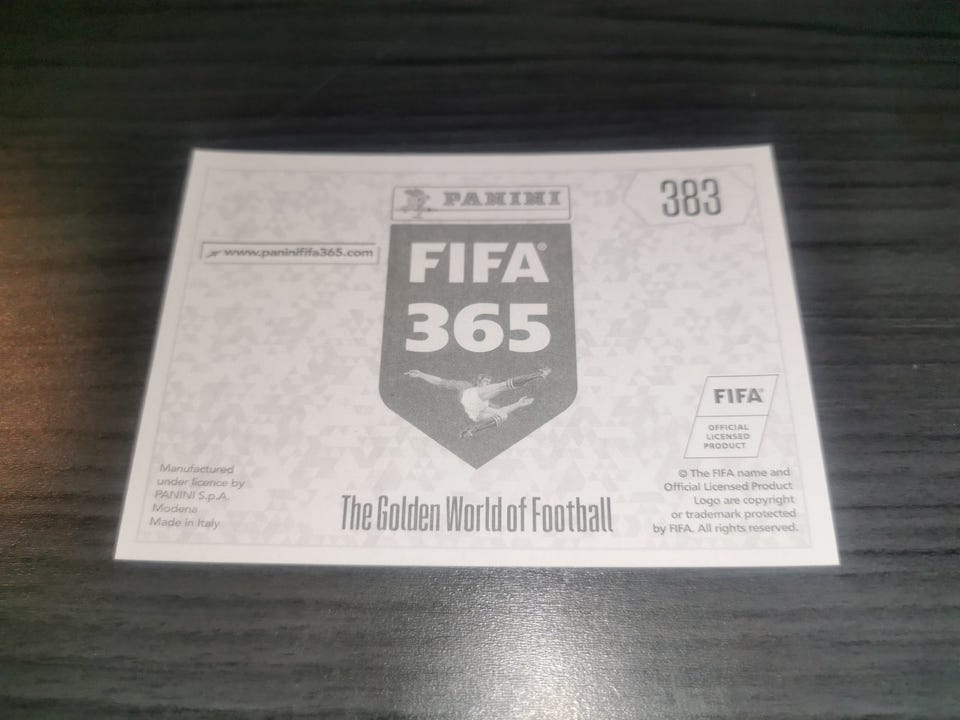 PANINI
383
www.paninififa365.com
FIFA®
365
FIFA®
OFFICIAL
LICENSED
PRODUCT
Manufactured
under licence by
PANINI S.p.A.
Modena
Made in Italy
The Golden World of Football
© The FIFA name and
Official Licensed Product
Logo are copyright
or trademark protected
by FIFA. All rights reserved.